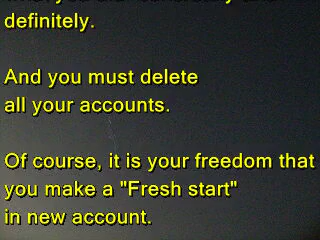 definitely.
And you must delete
all your accounts.
Of course, it is your freedom that
you make a "Fresh start"
in new account.